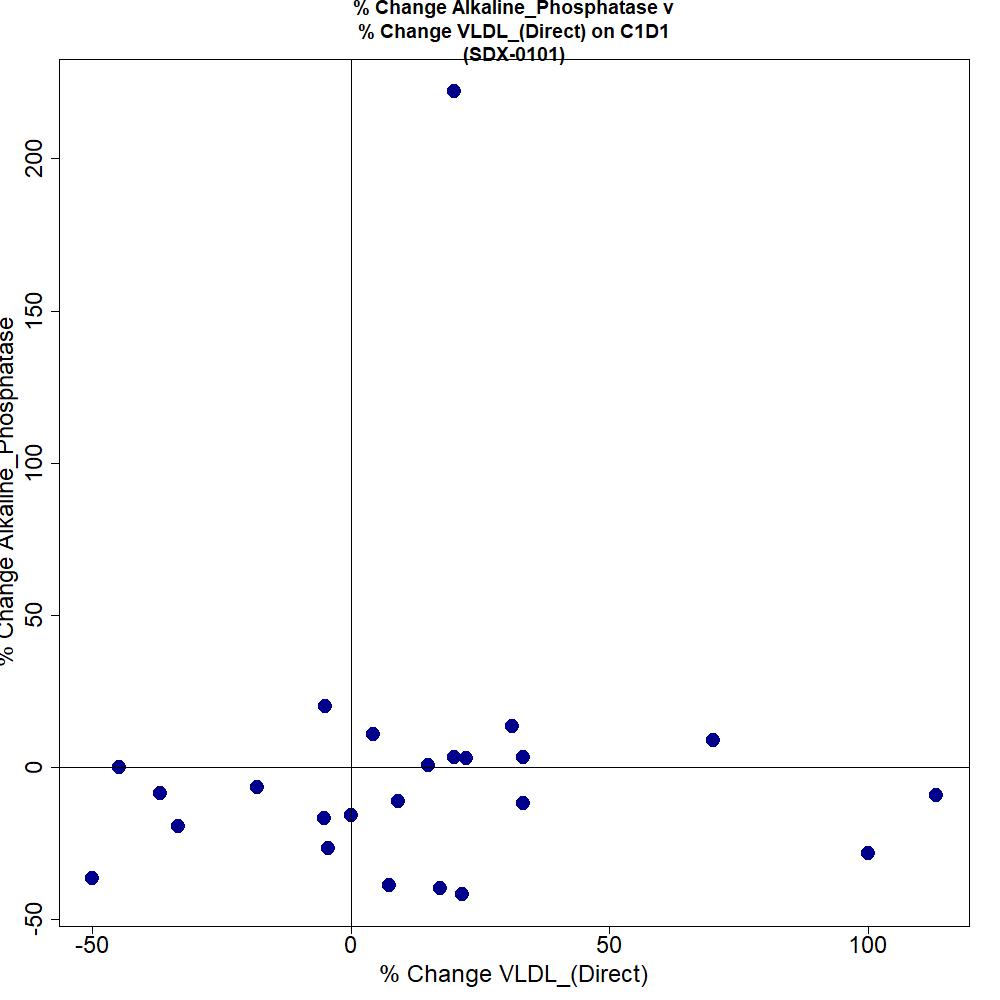 % Change Alkaline_Phosphatase v
% Change VLDL_(Direct) on C1D1
(SDX-0101)
% Change Alkaline_Phosphatase
200
150
100
50
0
-50
-50 0 50 100
% Change VLDL_(Direct)